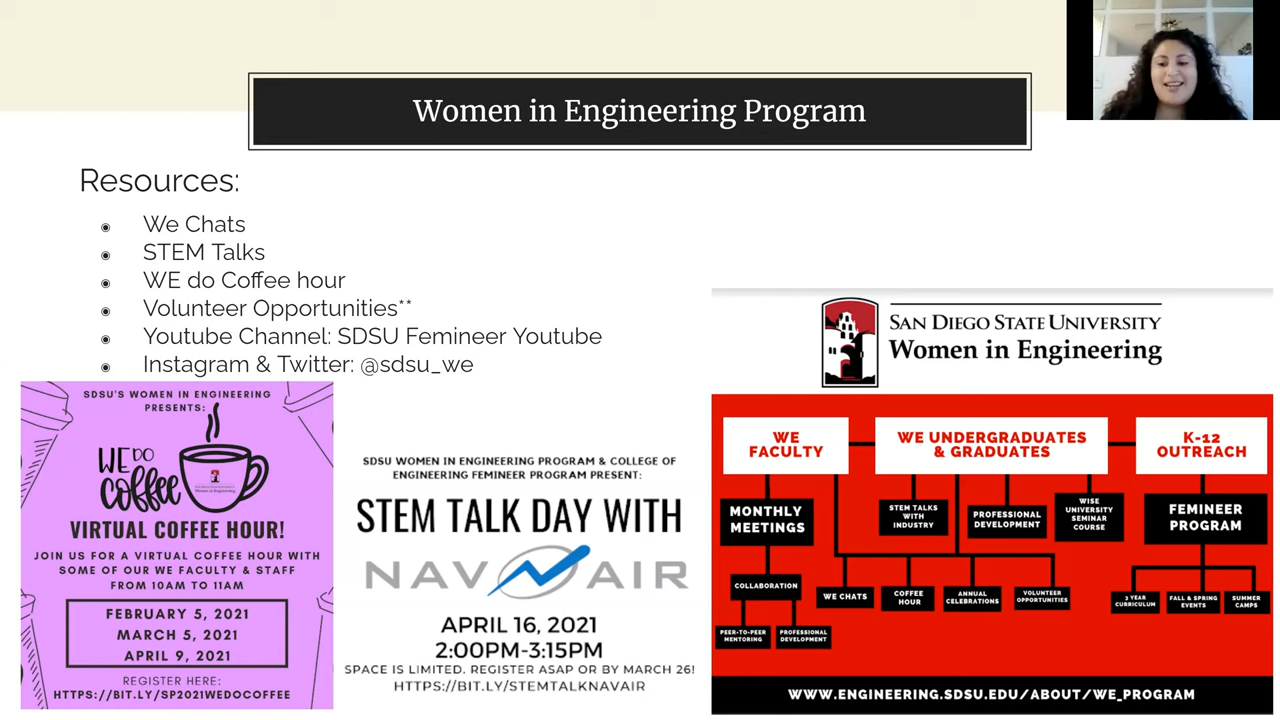 Women in Engineering Program
Resources:
We Chats
STEM Talks
WE do Coffee hour
Volunteer Opportunities**
Youtube Channel: SDSU Femineer Youtube
Instagram & Twitter: @sdsu_we
SDSU'S WOMEN IN ENGINEERING
PRESENTS:
WE DO
coffee
VIRTUAL COFFEE HOUR!
JOIN US FOR A VIRTUAL COFFEE HOUR WITH
SOME OF OUR WE FACULTY & STAFF
FROM 10AM TO 11AM
FEBRUARY 5, 2021
MARCH 5, 2021
APRIL 9, 2021
REGISTER HERE:
HTTPS://BIT.LY/SP2021WEDOCOFFEE
SDSU WOMEN IN ENGINEERING PROGRAM & COLLEGE OF
ENGINEERING FEMINEER PROGRAM PRESENT:
STEM TALK DAY WITH
NAVAIR
APRIL 16, 2021
2:00PM-3:15PM
SPACE IS LIMITED. REGISTER ASAP OR BY MARCH 26!
HTTPS://BIT.LY/STEMTALKNAVAIR
SAN DIEGO STATE UNIVERSITY
Women in Engineering
WE
FACULTY
WE UNDERGRADUATES
& GRADUATES
K-12
OUTREACH
MONTHLY
MEETINGS
STEM TALKS
WITH
INDUSTRY
PROFESSIONAL
DEVELOPMENT
WISE
UNIVERSITY
SEMINAR
COURSE
FEMINEER
PROGRAM
COLLABORATION
WE CHATS
COFFEE
HOUR
ANNUAL
CELEBRATIONS
VOLUNTEER
OPPORTUNITIES
3 YEAR
CURRICULUM
FALL & SPRING
EVENTS
SUMMER
CAMPS
PEER-TO-PEER
MENTORING
PROFESSIONAL
DEVELOPMENT
WWW.ENGINEERING.SDSU.EDU/ABOUT/WE_PROGRAM